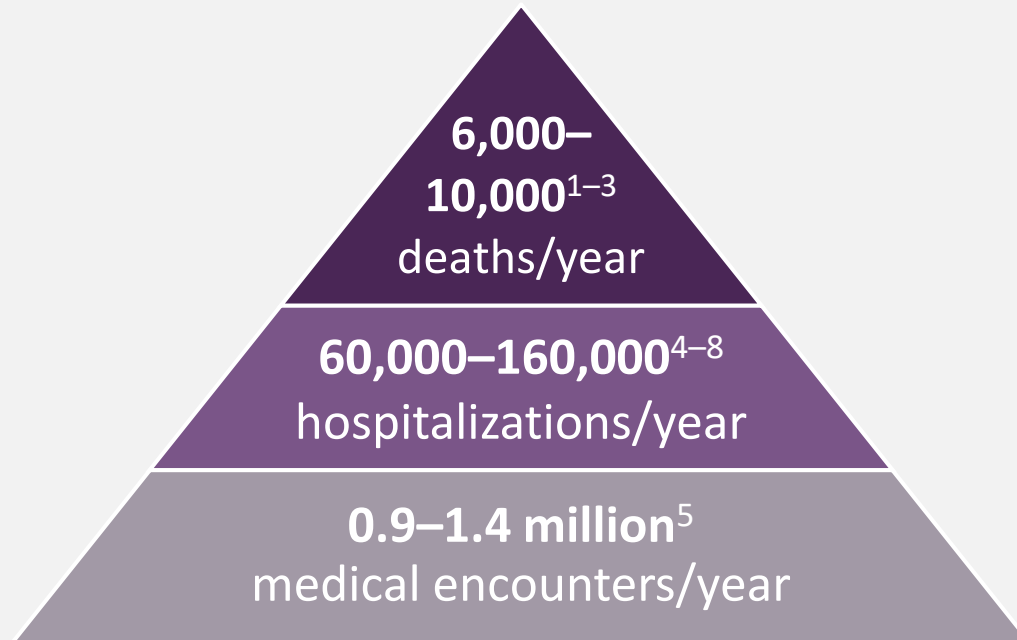 6,000–
10,000¹⁻³
deaths/year
60,000–160,000⁴⁻⁸
hospitalizations/year
0.9–1.4 million⁵
medical encounters/year